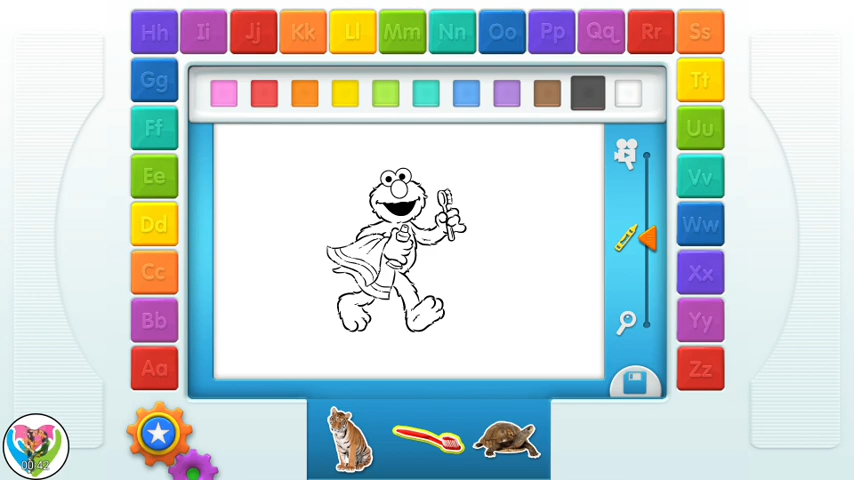 Hh Ii Jj Kk Ll Mm Nn Oo Pp Qq Rr Ss
Gg Tt
Ff Uu
Ee Vv
Dd Ww
Cc Xx
Bb Yy
Aa Zz
00:42